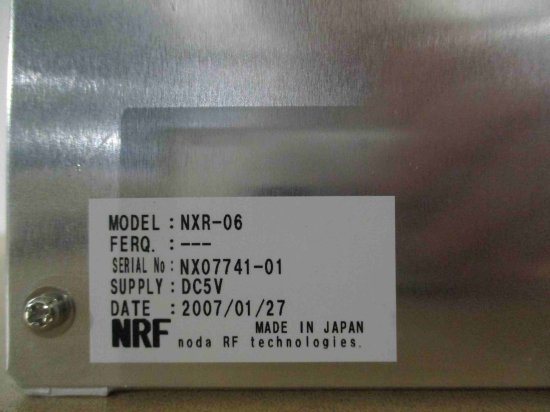 MODEL : NXR-06
FERQ. : ---
SERIAL No : NX07741-01
SUPPLY : DC5V
DATE : 2007/01/27
NRF MADE IN JAPAN
noda RF technologies.